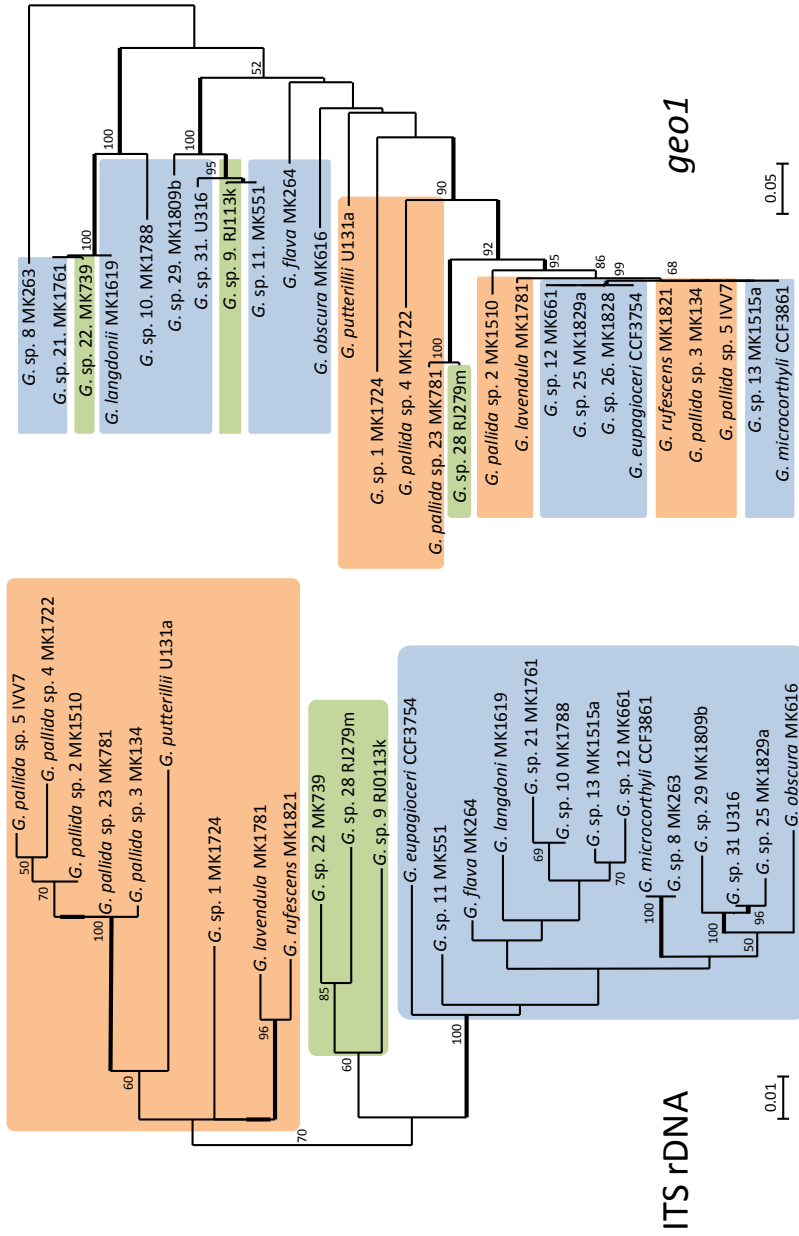 ITS rDNA
0.01
G. pallida sp. 5 IVV7
G. pallida sp. 4 MK1722
G. pallida sp. 2 MK1510
G. pallida sp. 23 MK781
G. pallida sp. 3 MK134
G. putterillii U131a
G. sp. 1 MK1724
G. lavendula MK1781
G. rufescens MK1821
G. sp. 22 MK739
G. sp. 28 RJ279m
G. sp. 9 RJ0113k
G. eupagioceri CCF3754
G. sp. 11 MK551
G. flava MK264
G. langdoni MK1619
G. sp. 21 MK1761
G. sp. 10 MK1788
G. sp. 13 MK1515a
G. sp. 12 MK661
G. microcorthyli CCF3861
G. sp. 8 MK263
G. sp. 29 MK1809b
G. sp. 31 U316
G. sp. 25 MK1829a
G. obscura MK616
50
70
100
60
96
70
85
60
100
69
70
100
100
96
50
geo1
0.05
G. sp. 8 MK263
G. sp. 21. MK1761
G. sp. 22. MK739
G. langdonii MK1619
G. sp. 10. MK1788
G. sp. 29. MK1809b
G. sp. 31. U316
G. sp. 9. RJ113k
G. sp. 11. MK551
G. flava MK264
G. obscura MK616
G. putterillii U131a
G. sp. 1 MK1724
G. pallida sp. 4 MK1722
G. pallida sp. 23 MK781
G. sp. 28 RJ279m
G. pallida sp. 2 MK1510
G. lavendula MK1781
G. sp. 12 MK661
G. sp. 25 MK1829a
G. sp. 26. MK1828
G. eupagioceri CCF3754
G. rufescens MK1821
G. pallida sp. 3 MK134
G. pallida sp. 5 IVV7
G. sp. 13 MK1515a
G. microcorthyli CCF3861
100
100
100
95
52
90
92
100
95
86
99
68